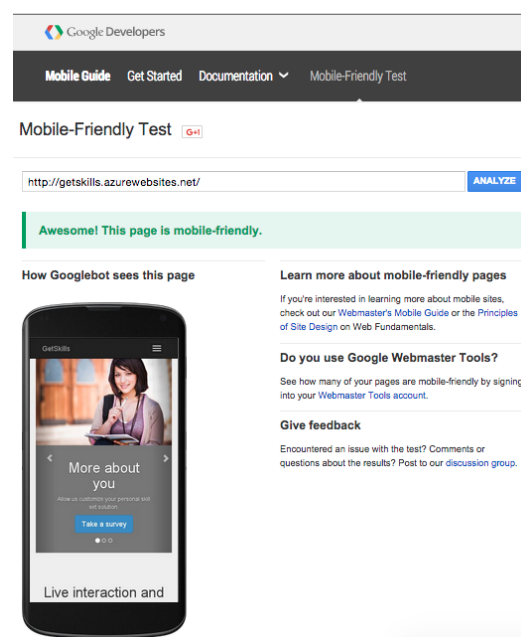 Google Developers
Mobile Guide Get Started Documentation Mobile-Friendly Test
Mobile-Friendly Test G+1
http://getskills.azurewebsites.net/ ANALYZE
Awesome! This page is mobile-friendly.
How Googlebot sees this page
GetSkills
More about
you
Allow us customize your personal skill
set solution
Take a survey
Live interaction and
Learn more about mobile-friendly pages
If you're interested in learning more about mobile sites,
check out our Webmaster's Mobile Guide or the Principles
of Site Design on Web Fundamentals.
Do you use Google Webmaster Tools?
See how many of your pages are mobile-friendly by signing
into your Webmaster Tools account.
Give feedback
Encountered an issue with the test? Comments or
questions about the results? Post to our discussion group.